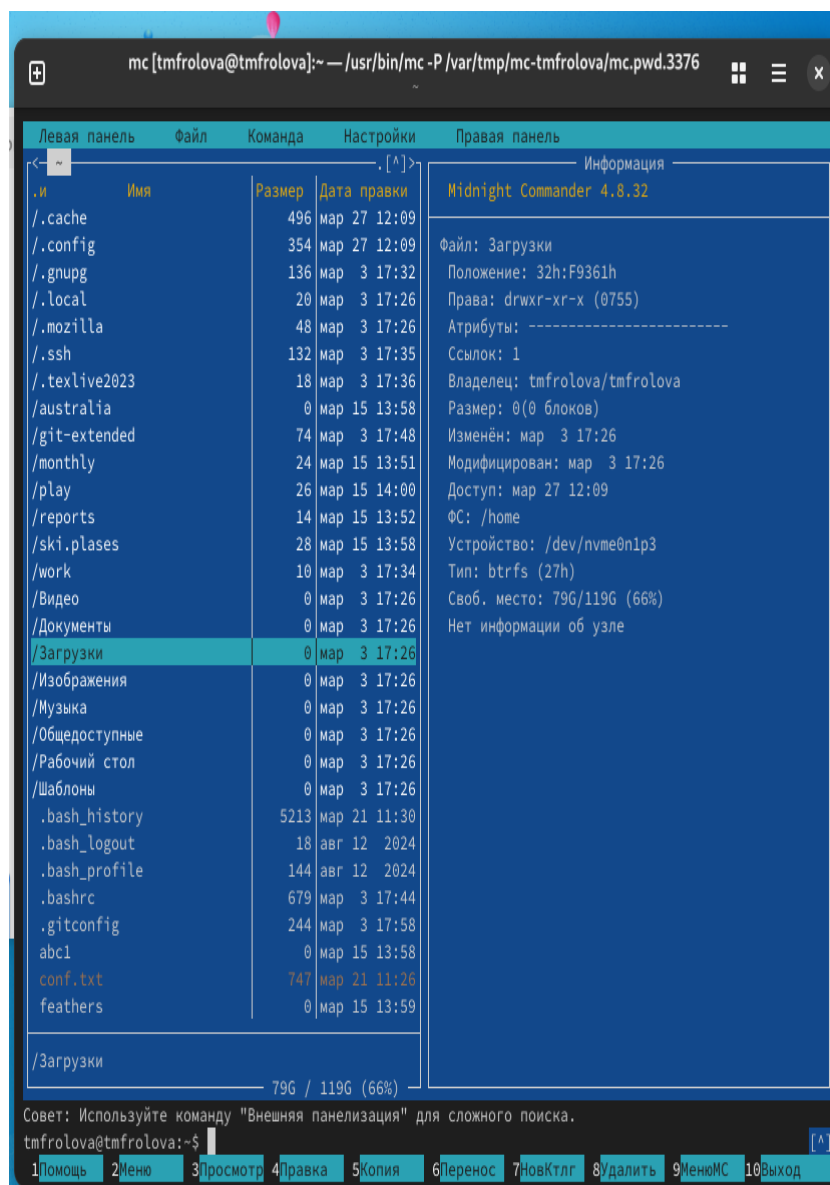 mc [tmfrolova@tmfrolova]:~ — /usr/bin/mc -P /var/tmp/mc-tmfrolova/mc.pwd.3376
~
Левая панель Файл Команда Настройки Правая панель
<─ ~ .[^]>
.и Имя Размер Дата правки
/.cache 496 мар 27 12:09
/.config 354 мар 27 12:09
/.gnupg 136 мар 3 17:32
/.local 20 мар 3 17:26
/.mozilla 48 мар 3 17:26
/.ssh 132 мар 3 17:35
/.texlive2023 18 мар 3 17:36
/australia 0 мар 15 13:58
/git-extended 74 мар 3 17:48
/monthly 24 мар 15 13:51
/play 26 мар 15 14:00
/reports 14 мар 15 13:52
/ski.plases 28 мар 15 13:58
/work 10 мар 3 17:34
/Видео 0 мар 3 17:26
/Документы 0 мар 3 17:26
/Загрузки 0 мар 3 17:26
/Изображения 0 мар 3 17:26
/Музыка 0 мар 3 17:26
/Общедоступные 0 мар 3 17:26
/Рабочий стол 0 мар 3 17:26
/Шаблоны 0 мар 3 17:26
.bash_history 5213 мар 21 11:30
.bash_logout 18 авг 12 2024
.bash_profile 144 авг 12 2024
.bashrc 679 мар 3 17:44
.gitconfig 244 мар 3 17:58
abc1 0 мар 15 13:58
conf.txt 747 мар 21 11:26
feathers 0 мар 15 13:59
/Загрузки
79G / 119G (66%)
Информация
Midnight Commander 4.8.32
Файл: Загрузки
Положение: 32h:F9361h
Права: drwxr-xr-x (0755)
Атрибуты: -------------------------
Ссылок: 1
Владелец: tmfrolova/tmfrolova
Размер: 0(0 блоков)
Изменён: мар 3 17:26
Модифицирован: мар 3 17:26
Доступ: мар 27 12:09
ФС: /home
Устройство: /dev/nvme0n1p3
Тип: btrfs (27h)
Своб. место: 79G/119G (66%)
Нет информации об узле
Совет: Используйте команду "Внешняя панелизация" для сложного поиска.
tmfrolova@tmfrolova:~$ [^]
1Помощь 2Меню 3Просмотр 4Правка 5Копия 6Перенос 7НовКтлг 8Удалить 9МенюМС 10Выход